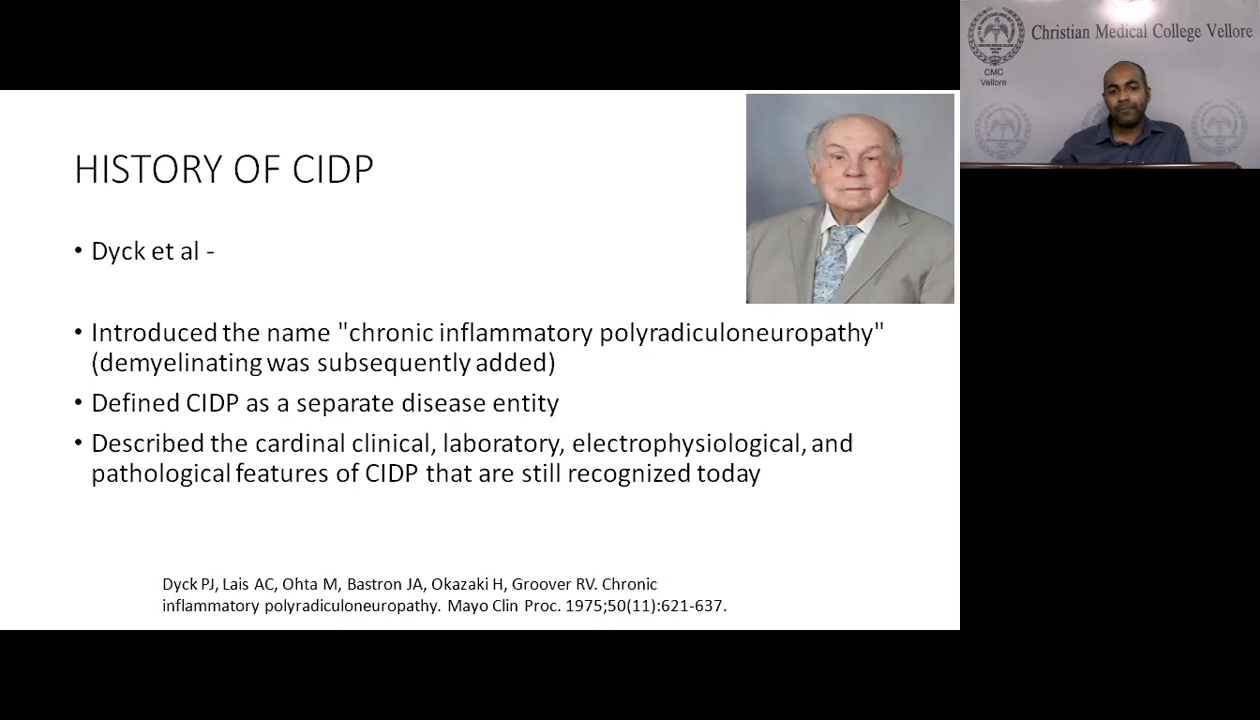 HISTORY OF CIDP
• Dyck et al -
• Introduced the name "chronic inflammatory polyradiculoneuropathy"
(demyelinating was subsequently added)
• Defined CIDP as a separate disease entity
• Described the cardinal clinical, laboratory, electrophysiological, and
pathological features of CIDP that are still recognized today
Dyck PJ, Lais AC, Ohta M, Bastron JA, Okazaki H, Groover RV. Chronic
inflammatory polyradiculoneuropathy. Mayo Clin Proc. 1975;50(11):621-637.
Christian Medical College Vellore
CMC
Vellore